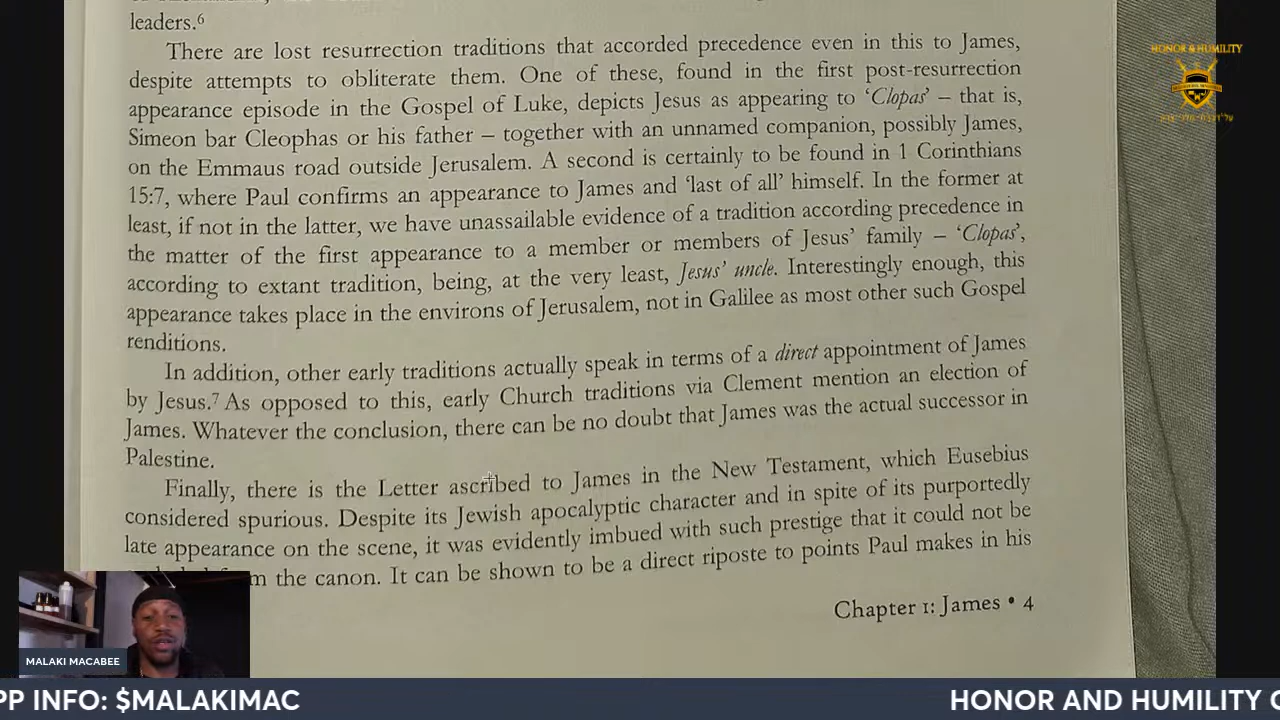 leaders.6
There are lost resurrection traditions that accorded precedence even in this to James,
despite attempts to obliterate them. One of these, found in the first post-resurrection
appearance episode in the Gospel of Luke, depicts Jesus as appearing to ‘Clopas’ – that is,
Simeon bar Cleophas or his father – together with an unnamed companion, possibly James,
on the Emmaus road outside Jerusalem. A second is certainly to be found in 1 Corinthians
15:7, where Paul confirms an appearance to James and ‘last of all’ himself. In the former at
least, if not in the latter, we have unassailable evidence of a tradition according precedence in
the matter of the first appearance to a member or members of Jesus’ family – ‘Clopas’,
according to extant tradition, being, at the very least, Jesus’ uncle. Interestingly enough, this
appearance takes place in the environs of Jerusalem, not in Galilee as most other such Gospel
renditions.
In addition, other early traditions actually speak in terms of a direct appointment of James
by Jesus.7 As opposed to this, early Church traditions via Clement mention an election of
James. Whatever the conclusion, there can be no doubt that James was the actual successor in
Palestine.
Finally, there is the Letter ascribed to James in the New Testament, which Eusebius
considered spurious. Despite its Jewish apocalyptic character and in spite of its purportedly
late appearance on the scene, it was evidently imbued with such prestige that it could not be
the canon. It can be shown to be a direct riposte to points Paul makes in his
Chapter 1: James • 4
HONOR & HUMILITY
MALAKI MACABEE
PP INFO: $MALAKIMAC
HONOR AND HUMILITY